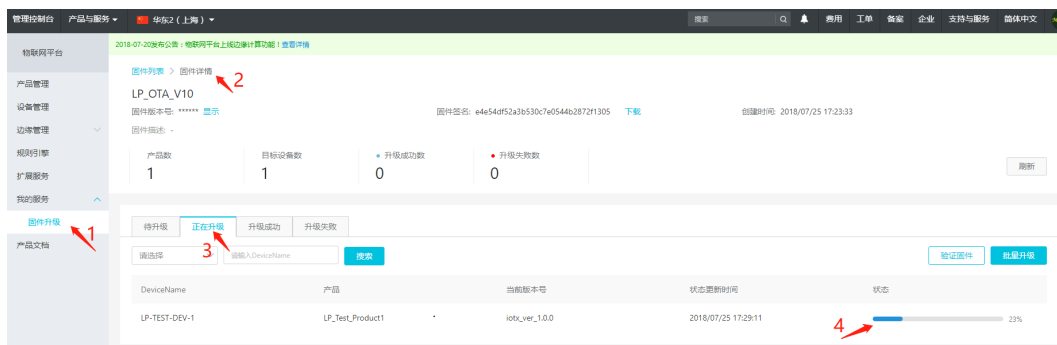 管理控制台 产品与服务 华东2(上海) 搜索 费用 工单 备案 企业 支持与服务 简体中文
物联网平台
2018-07-20发布公告:物联网平台上线边缘计算功能!查看详情
固件列表 > 固件详情
2
产品管理
LP_OTA_V10
设备管理
固件版本号: ****** 显示 固件签名: e4e54df52a3b530c7e0544b2872f1305 下载 创建时间: 2018/07/25 17:23:33
边缘管理
固件描述: -
规则引擎
产品数 目标设备数 升级成功数 升级失败数
扩展服务
1 1 0 0
刷新
我的服务
固件升级
1
待升级 正在升级 升级成功 升级失败
产品文档
3
请选择 请输入DeviceName 搜索 验证固件 批量升级
DeviceName 产品 当前版本号 状态更新时间 状态
LP-TEST-DEV-1 LP_Test_Product1 iotx_ver_1.0.0 2018/07/25 17:29:11 23%
4